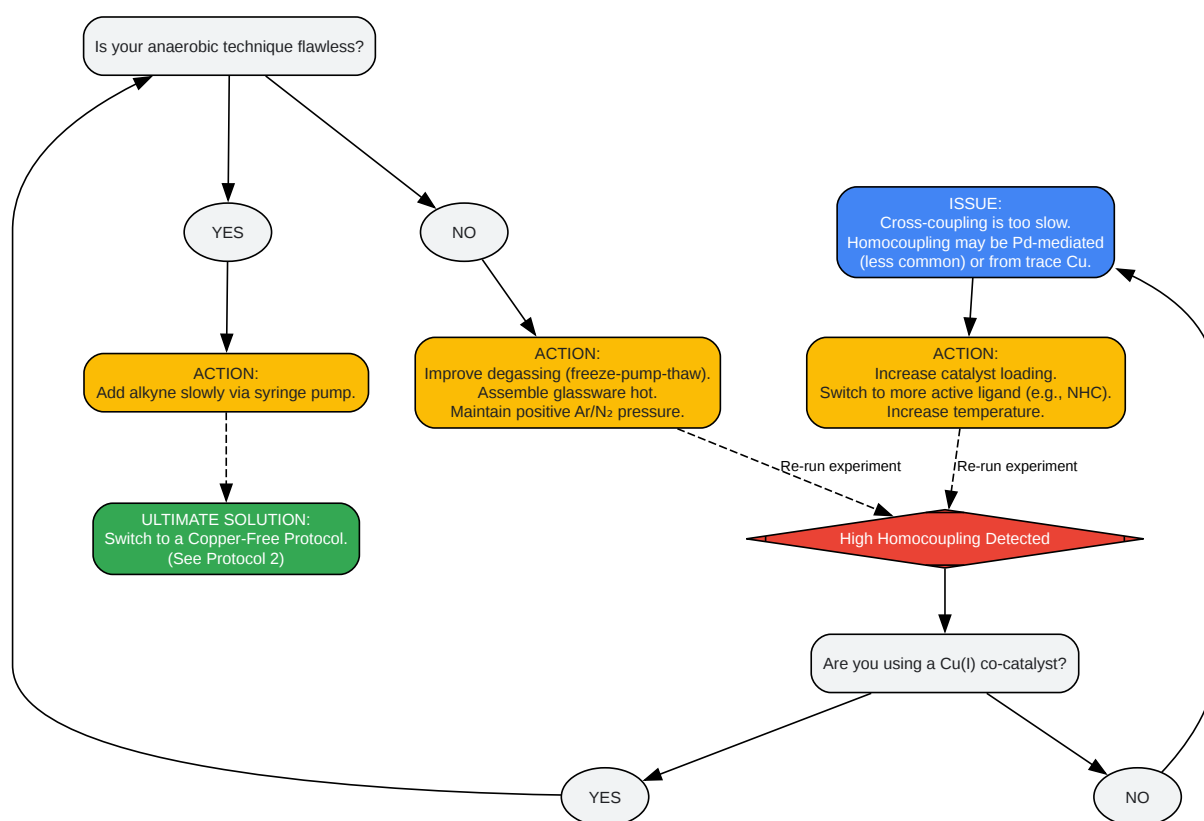 Is your anaerobic technique flawless?
YES
NO
ISSUE:
Cross-coupling is too slow.
Homocoupling may be Pd-mediated
(less common) or from trace Cu.
ACTION:
Add alkyne slowly via syringe pump.
ACTION:
Improve degassing (freeze-pump-thaw).
Assemble glassware hot.
Maintain positive Ar/N₂ pressure.
ACTION:
Increase catalyst loading.
Switch to more active ligand (e.g., NHC).
Increase temperature.
Re-run experiment
Re-run experiment
ULTIMATE SOLUTION:
Switch to a Copper-Free Protocol.
(See Protocol 2)
High Homocoupling Detected
Are you using a Cu(I) co-catalyst?
YES
NO